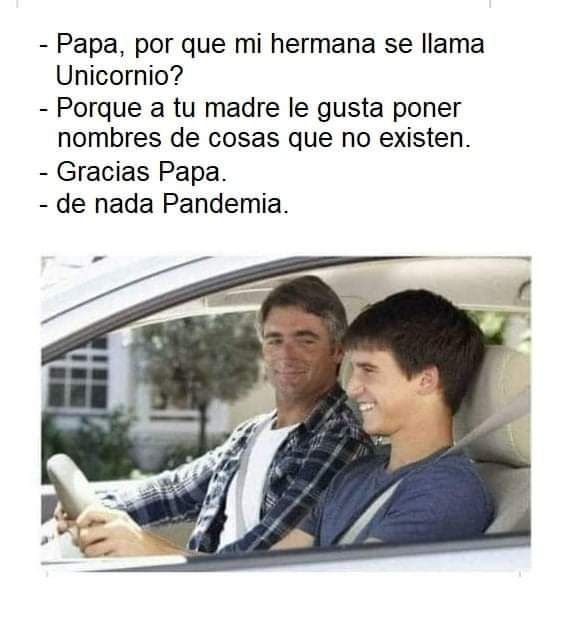 - Papa, por que mi hermana se llama
Unicornio?
- Porque a tu madre le gusta poner
nombres de cosas que no existen.
- Gracias Papa.
- de nada Pandemia.